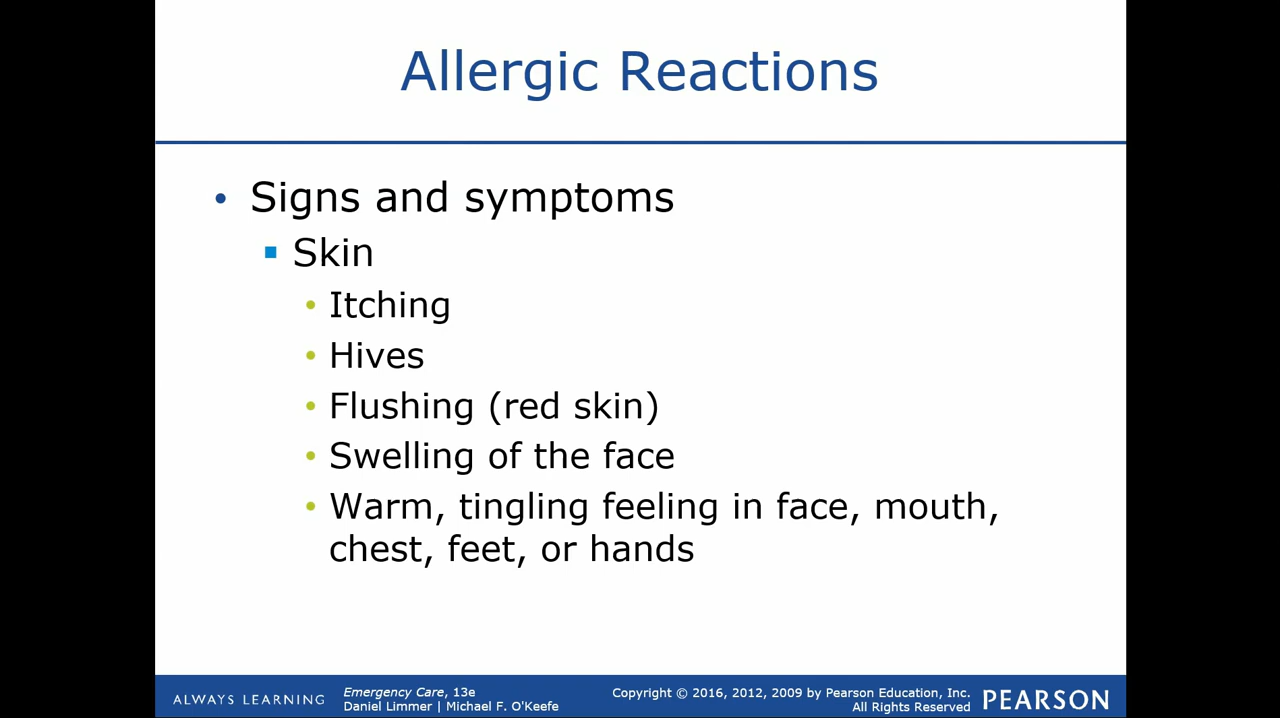 Allergic Reactions
• Signs and symptoms
▪ Skin
• Itching
• Hives
• Flushing (red skin)
• Swelling of the face
• Warm, tingling feeling in face, mouth,
chest, feet, or hands
ALWAYS LEARNING
Emergency Care, 13e
Daniel Limmer | Michael F. O'Keefe
Copyright © 2016, 2012, 2009 by Pearson Education, Inc.
All Rights Reserved
PEARSON